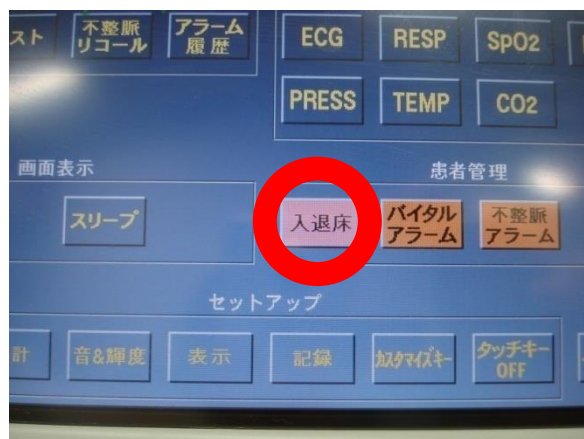 スト
不整脈
リコール
アラーム
履歴
ECG
RESP
SpO2
PRESS
TEMP
CO2
画面表示
患者管理
スリープ
入退床
バイタル
アラーム
不整脈
アラーム
セットアップ
計
音&輝度
表示
記録
カスタマイズキー
タッチキー
OFF